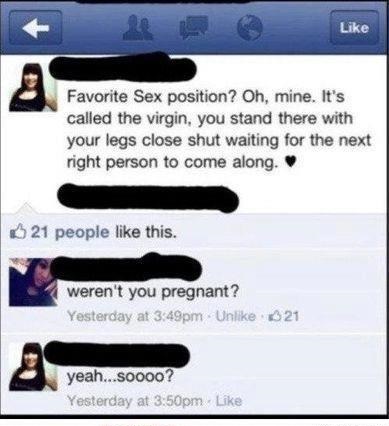 Like
Favorite Sex position? Oh, mine. It's
called the virgin, you stand there with
your legs close shut waiting for the next
right person to come along. ♥
21 people like this.
weren't you pregnant?
Yesterday at 3:49pm · Unlike · 21
yeah...soooo?
Yesterday at 3:50pm · Like